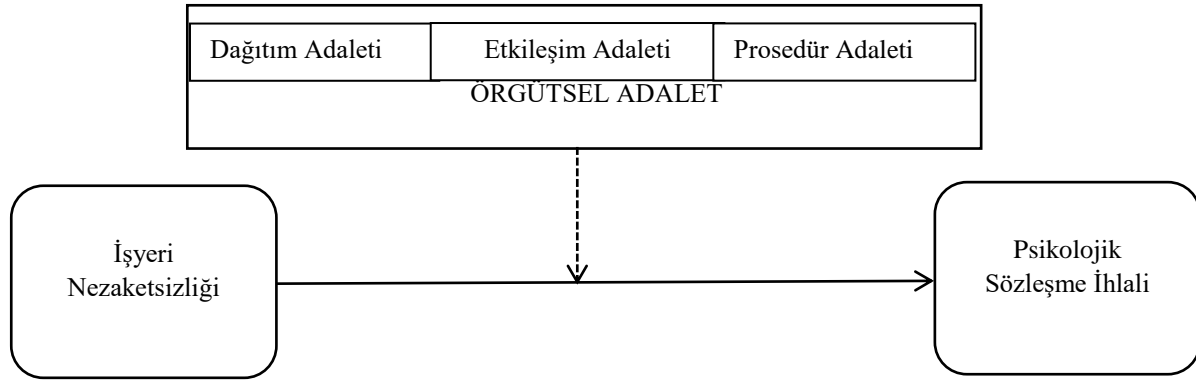 Dağıtım Adaleti Etkileşim Adaleti Prosedür Adaleti
ÖRGÜTSEL ADALET
İşyeri
Nezaketsizliği
Psikolojik
Sözleşme İhlali